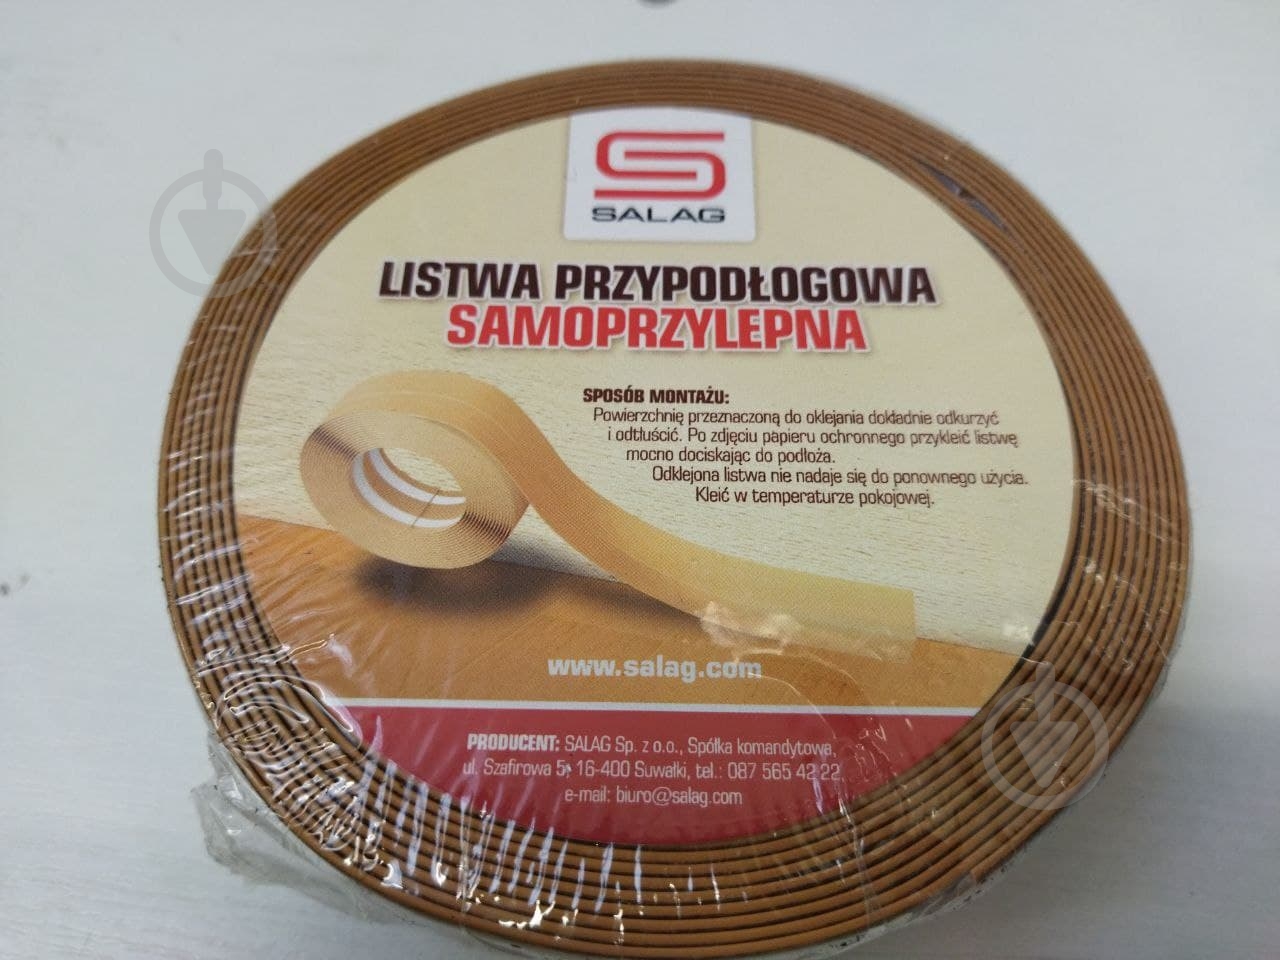 SALAG
LISTWA PRZYPODŁOGOWA
SAMOPRZYLEPNA
SPOSÓB MONTAŻU:
Powierzchnię przeznaczoną do oklejania dokładnie odkurzyć
i odtłuścić. Po zdjęciu papieru ochronnego przykleić listwę
mocno dociskając do podłoża.
Odklejona listwa nie nadaje się do ponownego użycia.
Kleić w temperaturze pokojowej.
www.salag.com
PRODUCENT: SALAG Sp. z o.o., Spółka komandytowa,
ul. Szafirowa 5, 16-400 Suwałki, tel.: 087 565 42 22,
e-mail: biuro@salag.com